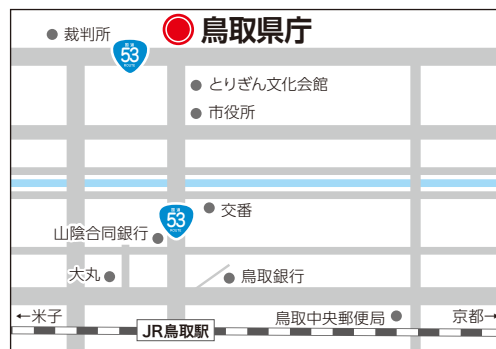 裁判所
鳥取県庁
53
ROUTE
とりぎん文化会館
市役所
交番
53
ROUTE
山陰合同銀行
大丸
鳥取銀行
←米子
鳥取中央郵便局
京都→
JR鳥取駅